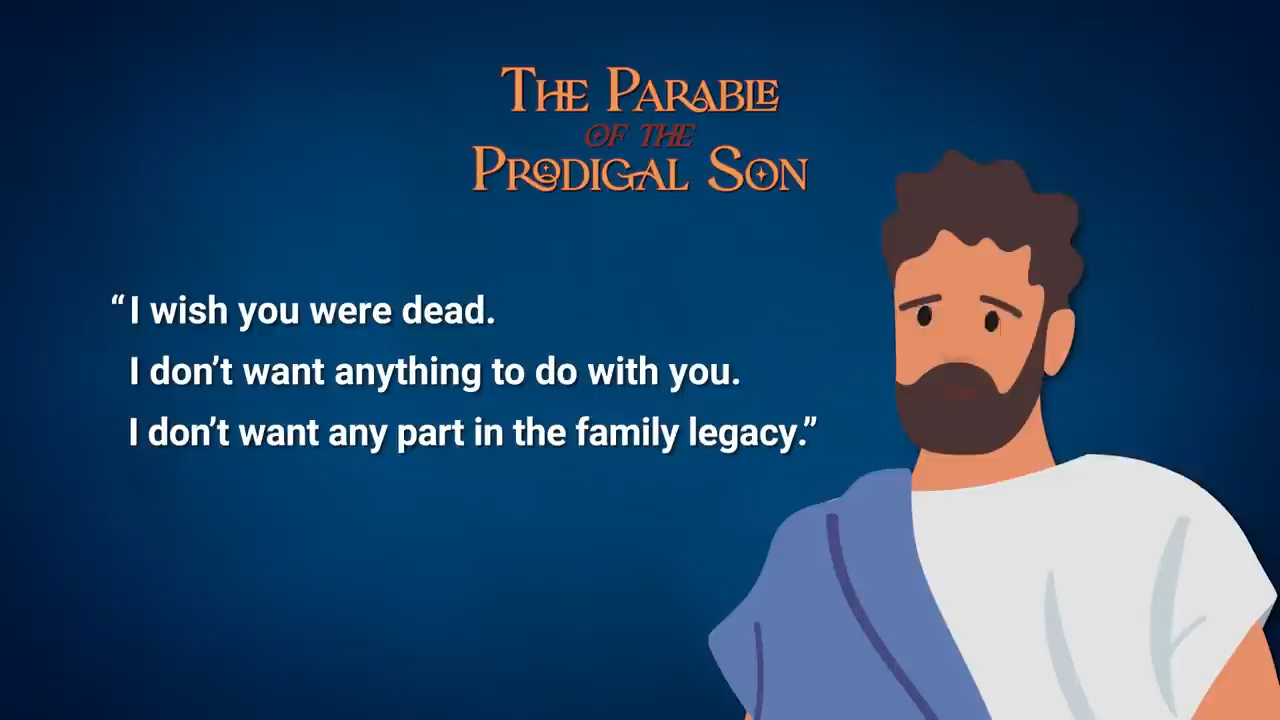 The Parable
of the
Prodigal Son
“I wish you were dead.
I don’t want anything to do with you.
I don’t want any part in the family legacy.”